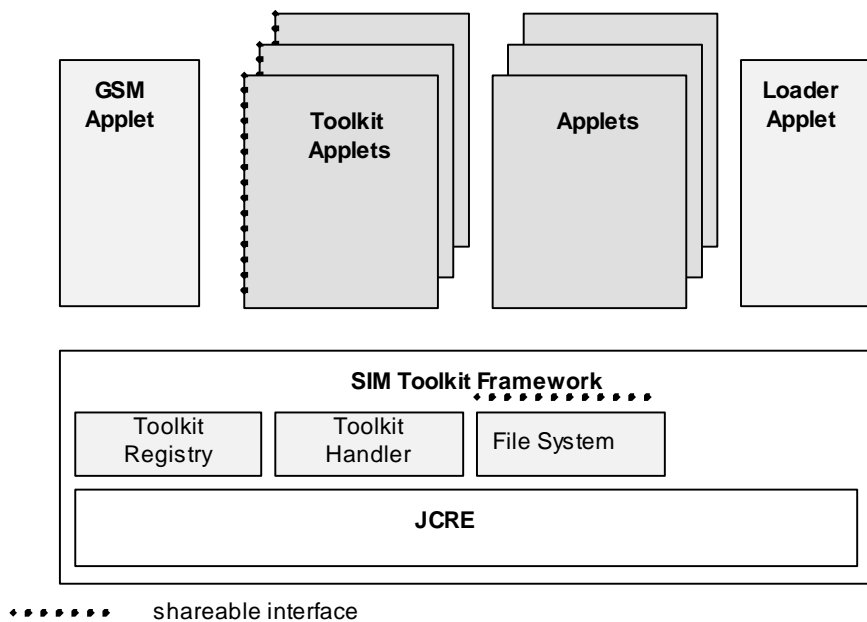 GSM
Applet
Toolkit
Applets
Applets
Loader
Applet
SIM Toolkit Framework
Toolkit
Registry
Toolkit
Handler
File System
JCRE
shareable interface